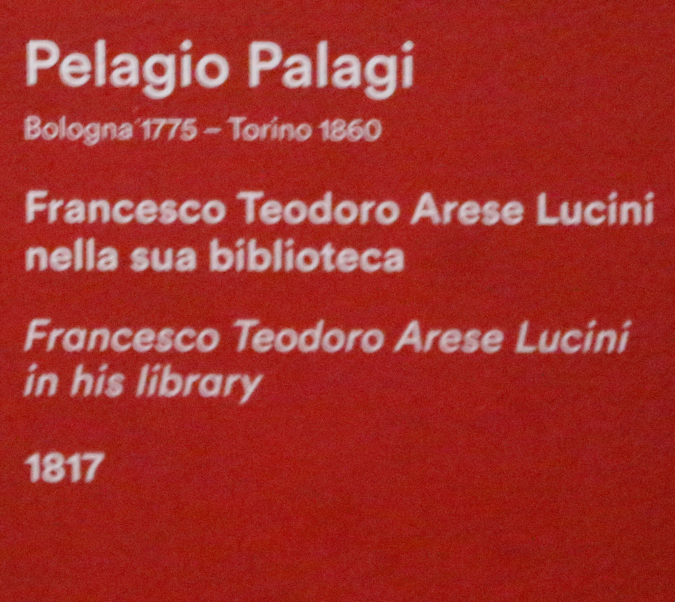 Pelagio Palagi
Bologna 1775 – Torino 1860
Francesco Teodoro Arese Lucini
nella sua biblioteca
Francesco Teodoro Arese Lucini
in his library
1817